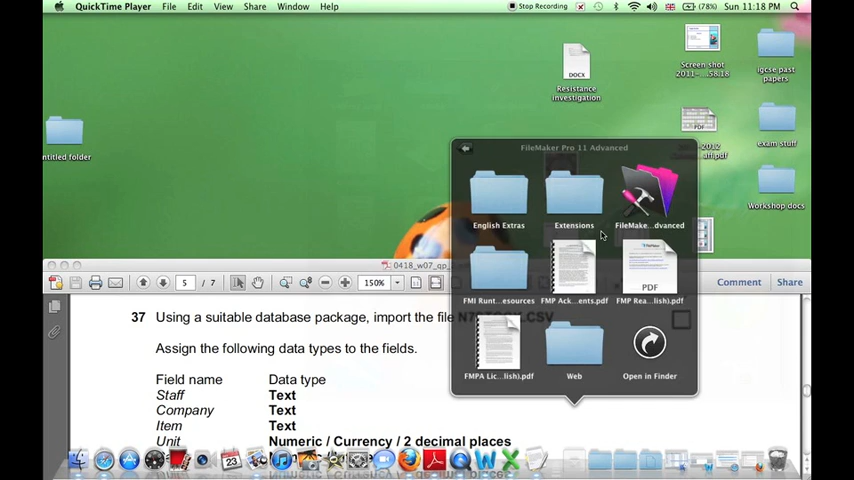 QuickTime Player File Edit View Share Window Help
Stop Recording (78%) Sun 11:18 PM
Screen shot
2011-...58.18
igcse past
papers
DOCX
Resistance
investigation
ntitled folder
PDF
exam stuff
Workshop docs
FileMaker Pro 11 Advanced
English Extras Extensions FileMake...dvanced
PDF
FMI Runt...esources FMP Ack...ents.pdf FMP Rea...lish).pdf
FMPA Lic...lish).pdf Web Open in Finder
5 / 7 150% Comment Share
37 Using a suitable database package, import the file
Assign the following data types to the fields.
Field name Data type
Staff Text
Company Text
Item Text
Unit Numeric / Currency / 2 decimal places
23